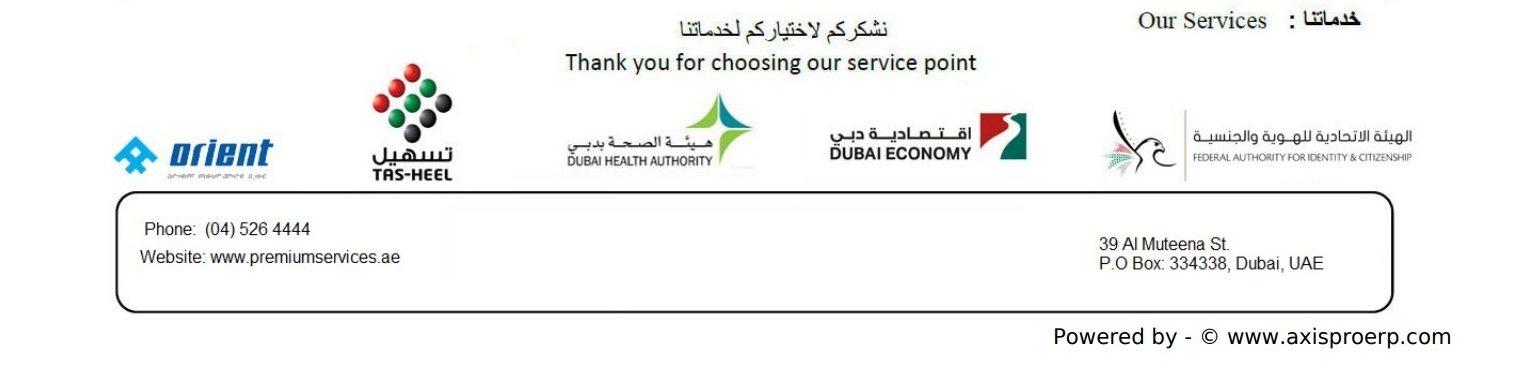 Our Services : خدماتنا
نشكركم لاختياركم لخدماتنا
Thank you for choosing our service point
orient
تسهيل
TAS-HEEL
هيئة الصحة بدبي
DUBAI HEALTH AUTHORITY
اقتصادية دبي
DUBAI ECONOMY
الهيئة الاتحادية للهوية والجنسية
FEDERAL AUTHORITY FOR IDENTITY & CITIZENSHIP
Phone: (04) 526 4444
Website: www.premiumservices.ae
39 Al Muteena St.
P.O Box: 334338, Dubai, UAE
Powered by - © www.axisproerp.com